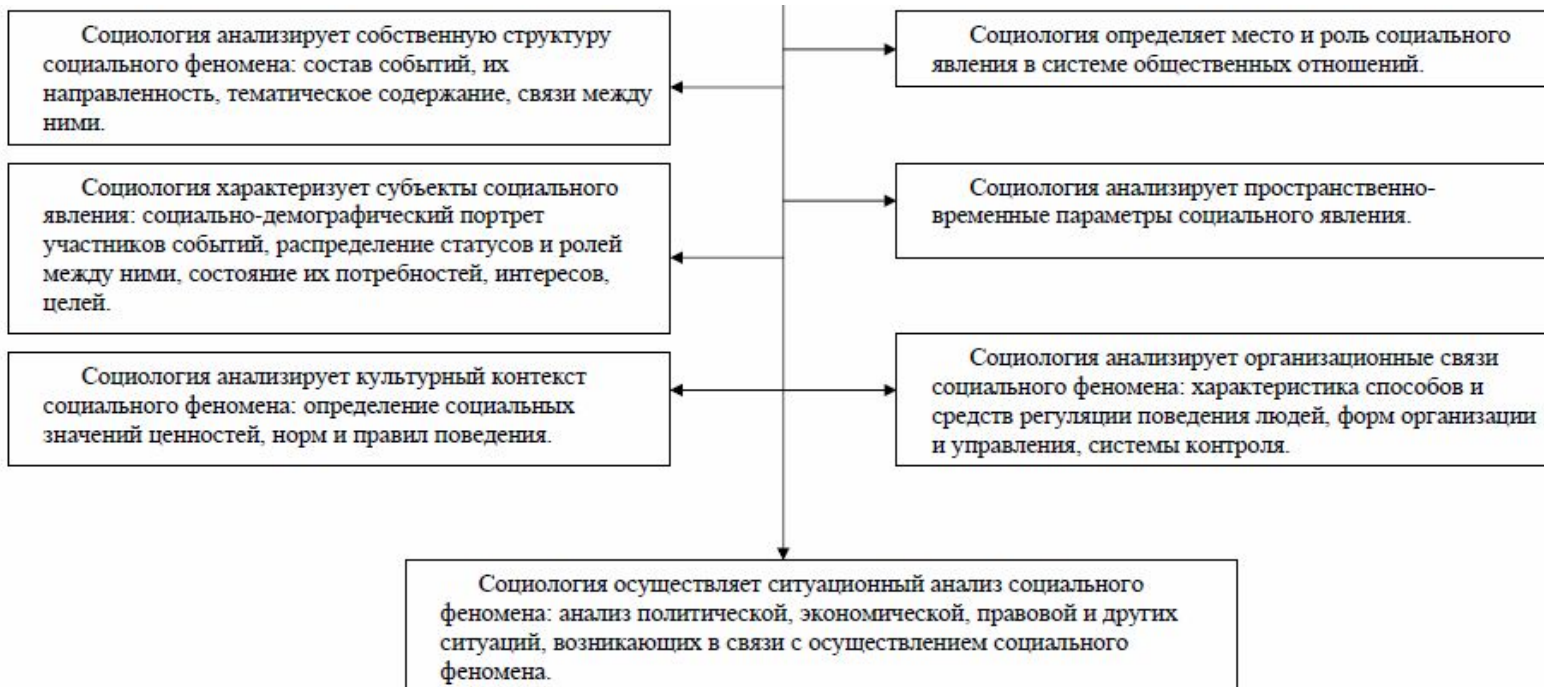 Социология анализирует собственную структуру
социального феномена: состав событий, их
направленность, тематическое содержание, связи между
ними.
Социология определяет место и роль социального
явления в системе общественных отношений.
Социология характеризует субъекты социального
явления: социально-демографический портрет
участников событий, распределение статусов и ролей
между ними, состояние их потребностей, интересов,
целей.
Социология анализирует пространственно-
временные параметры социального явления.
Социология анализирует культурный контекст
социального феномена: определение социальных
значений ценностей, норм и правил поведения.
Социология анализирует организационные связи
социального феномена: характеристика способов и
средств регуляции поведения людей, форм организации
и управления, системы контроля.
Социология осуществляет ситуационный анализ социального
феномена: анализ политической, экономической, правовой и других
ситуаций, возникающих в связи с осуществлением социального
феномена.